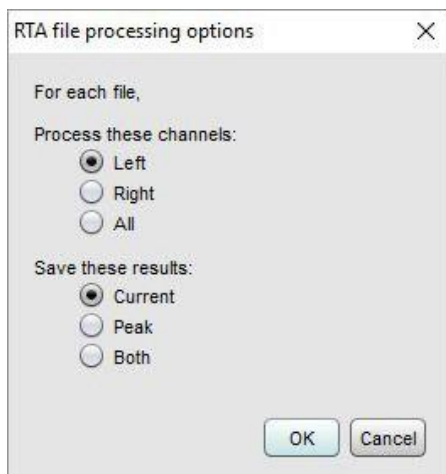 RTA file processing options
For each file,
Process these channels:
Left
Right
All
Save these results:
Current
Peak
Both
OK Cancel